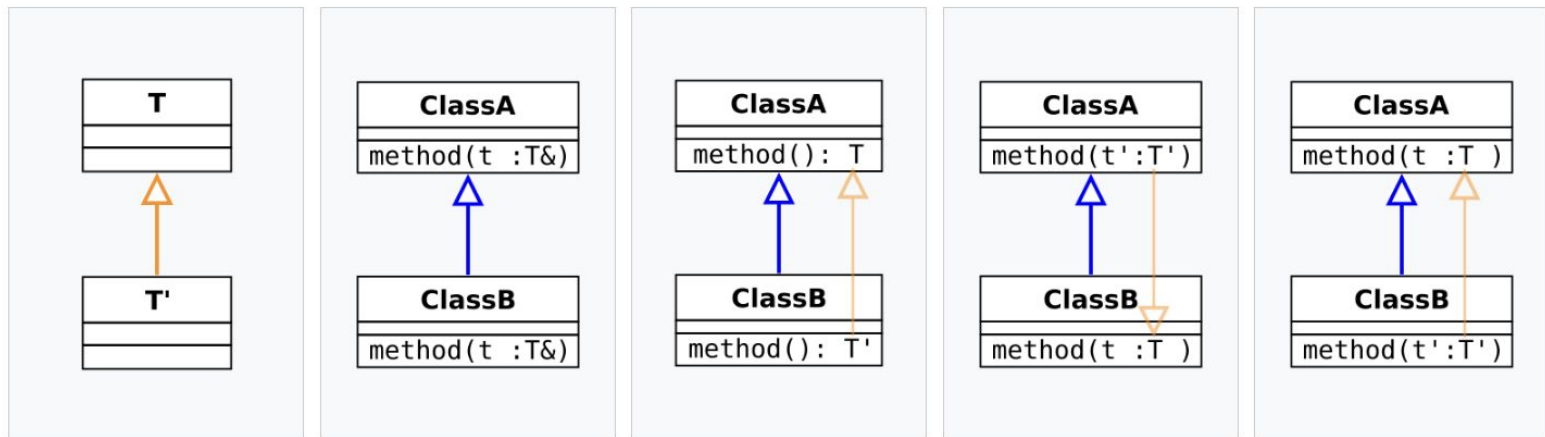 T
T'
ClassA
method(t :T&)
ClassB
method(t :T&)
ClassA
method(): T
ClassB
method(): T'
ClassA
method(t':T')
ClassB
method(t :T )
ClassA
method(t :T )
ClassB
method(t':T')